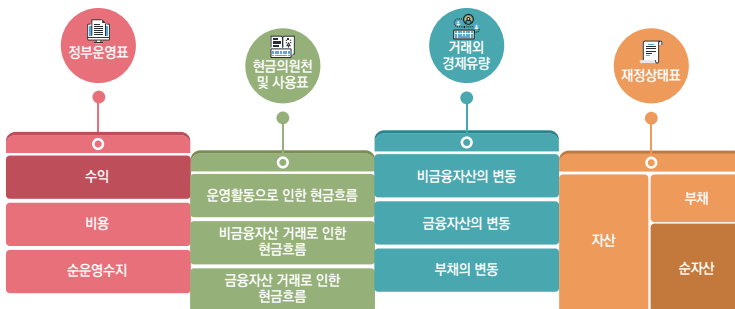 정부운영표
수익
비용
순운영수지
현금의원천
및 사용표
운영활동으로 인한 현금흐름
비금융자산 거래로 인한
현금흐름
금융자산 거래로 인한
현금흐름
거래외
경제유량
비금융자산의 변동
금융자산의 변동
부채의 변동
재정상태표
자산
부채
순자산